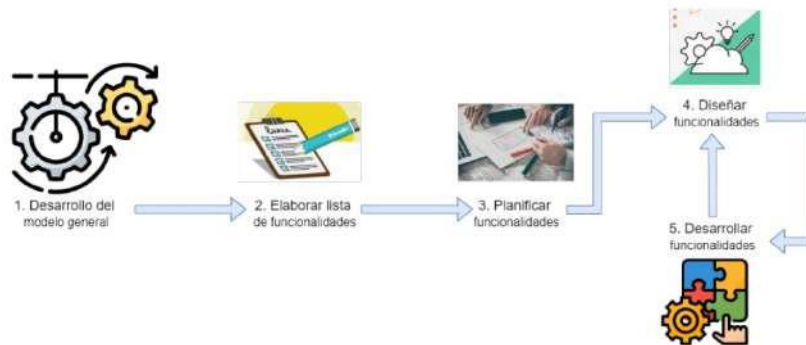 1. Desarrollo del
modelo general
2. Elaborar lista
de funcionalidades
3. Planificar
funcionalidades
4. Diseñar
funcionalidades
5. Desarrollar
funcionalidades